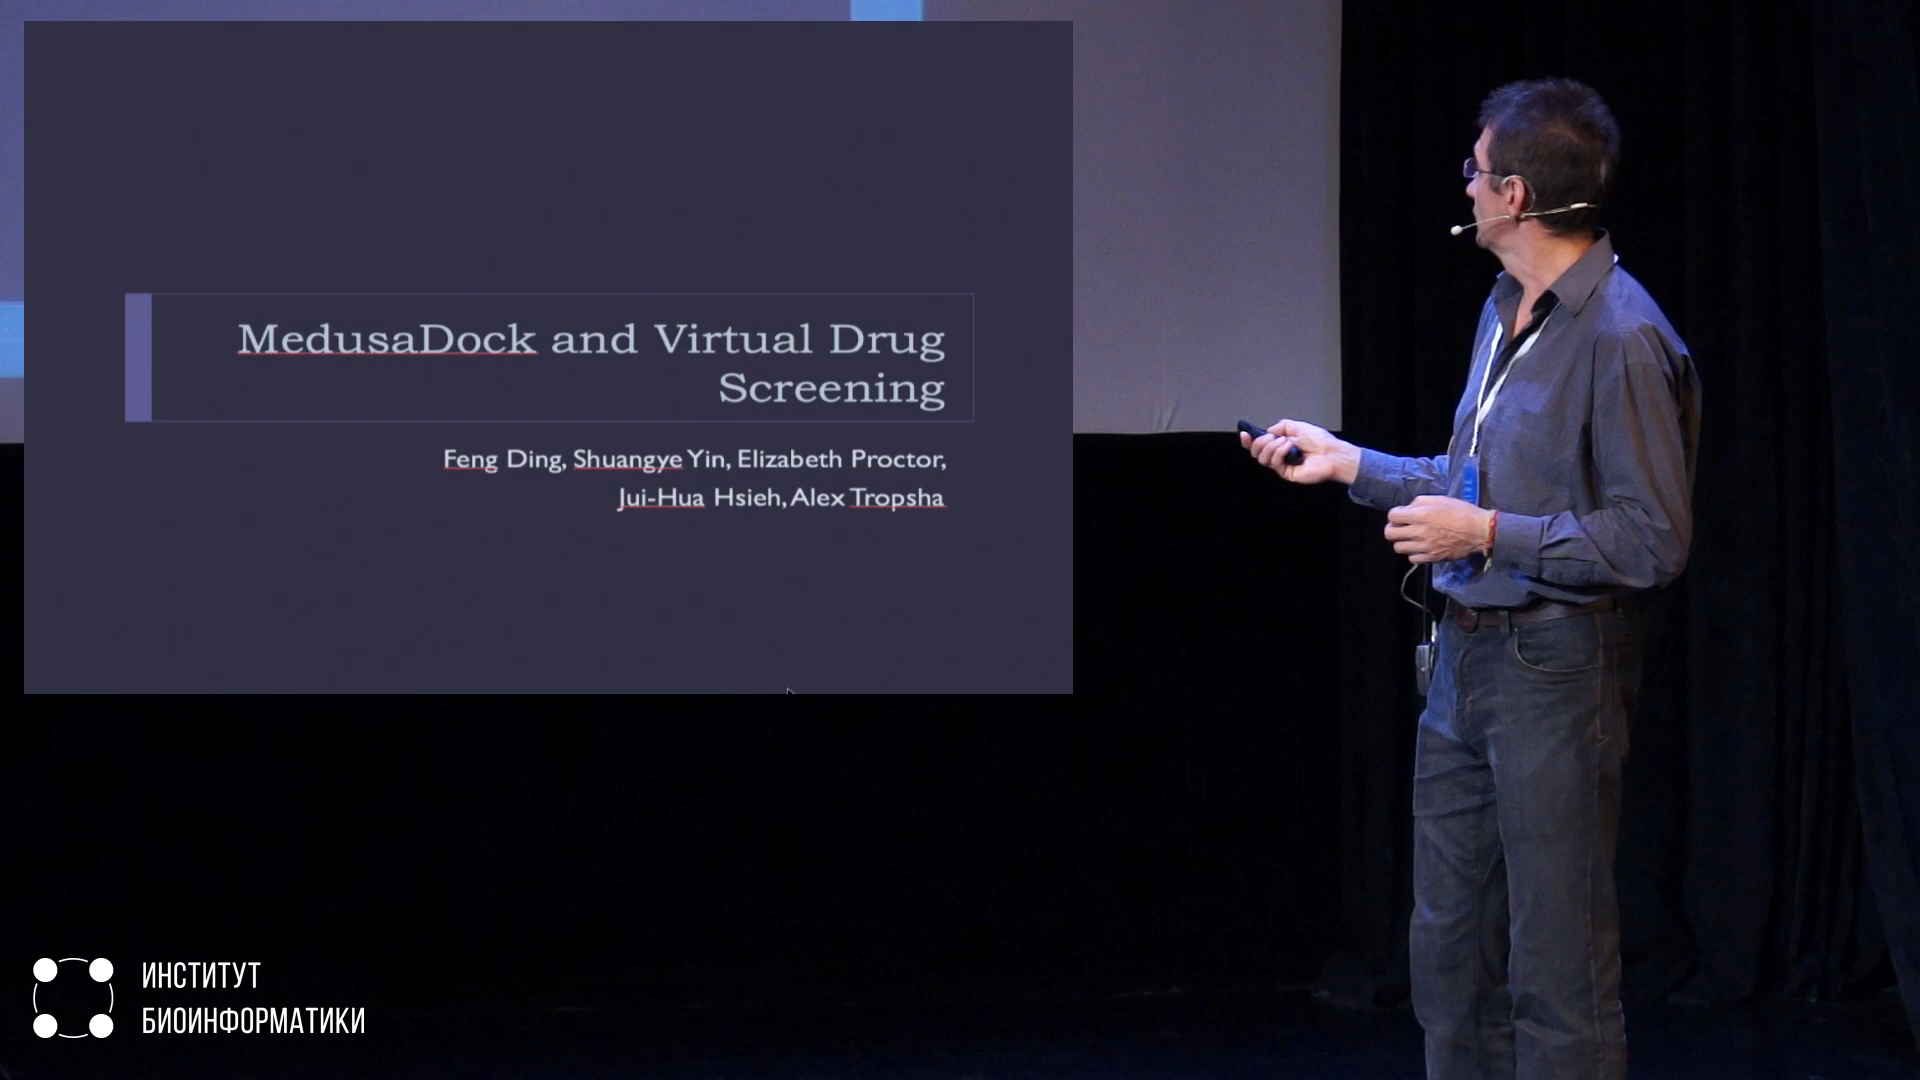 MedusaDock and Virtual Drug
Screening
Feng Ding, Shuangye Yin, Elizabeth Proctor,
Jui-Hua Hsieh, Alex Tropsha
ИНСТИТУТ
БИОИНФОРМАТИКИ